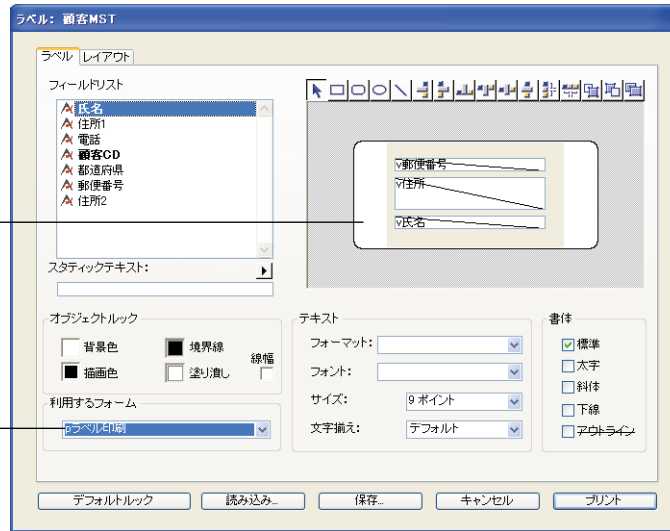 ラベル: 顧客MST
ラベル
レイアウト
フィールドリスト
氏名
住所1
電話
顧客CD
都道府県
郵便番号
住所2
スタティックテキスト:
v郵便番号
v住所
v氏名
オブジェクトルック
背景色
境界線
線幅
描画色
塗り潰し
利用するフォーム
pラベル印刷
テキスト
フォーマット:
フォント:
サイズ:
9 ポイント
文字揃え:
デフォルト
書体
標準
太字
斜体
下線
アウトライン
デフォルトルック
読み込み...
保存...
キャンセル
プリント